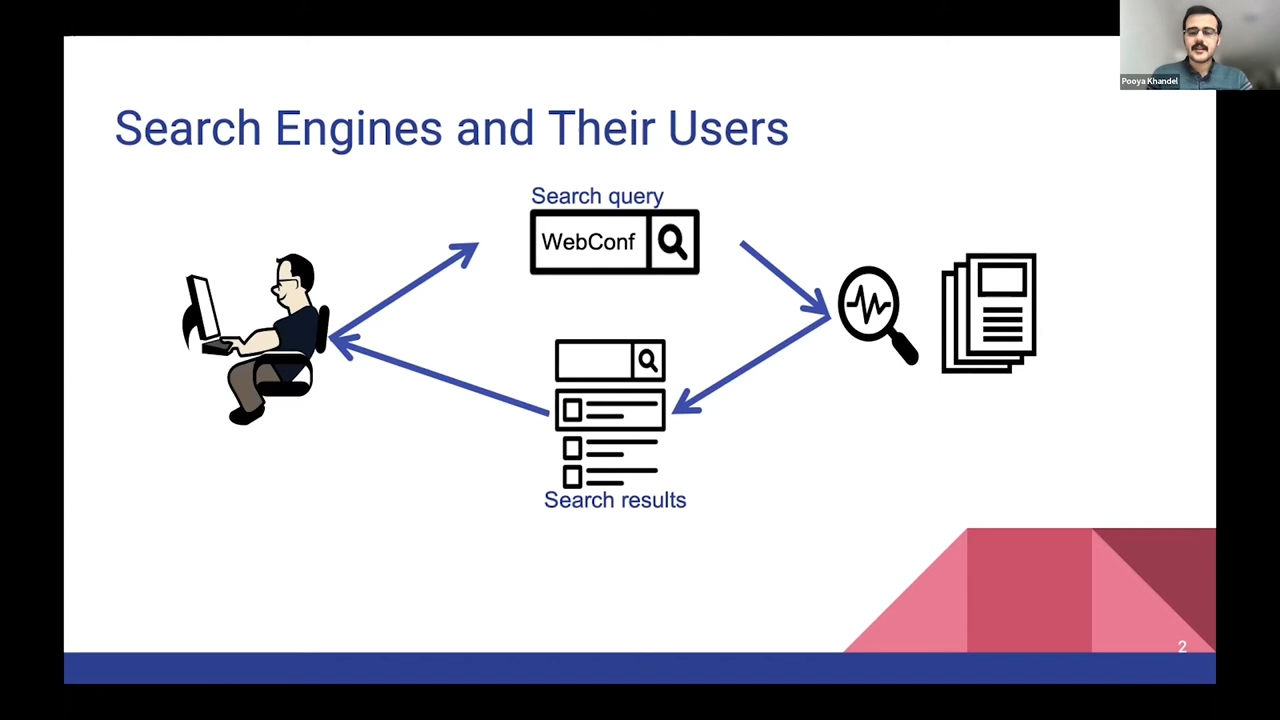 Pooya Khandel
Search Engines and Their Users
Search query
WebConf
Search results
2